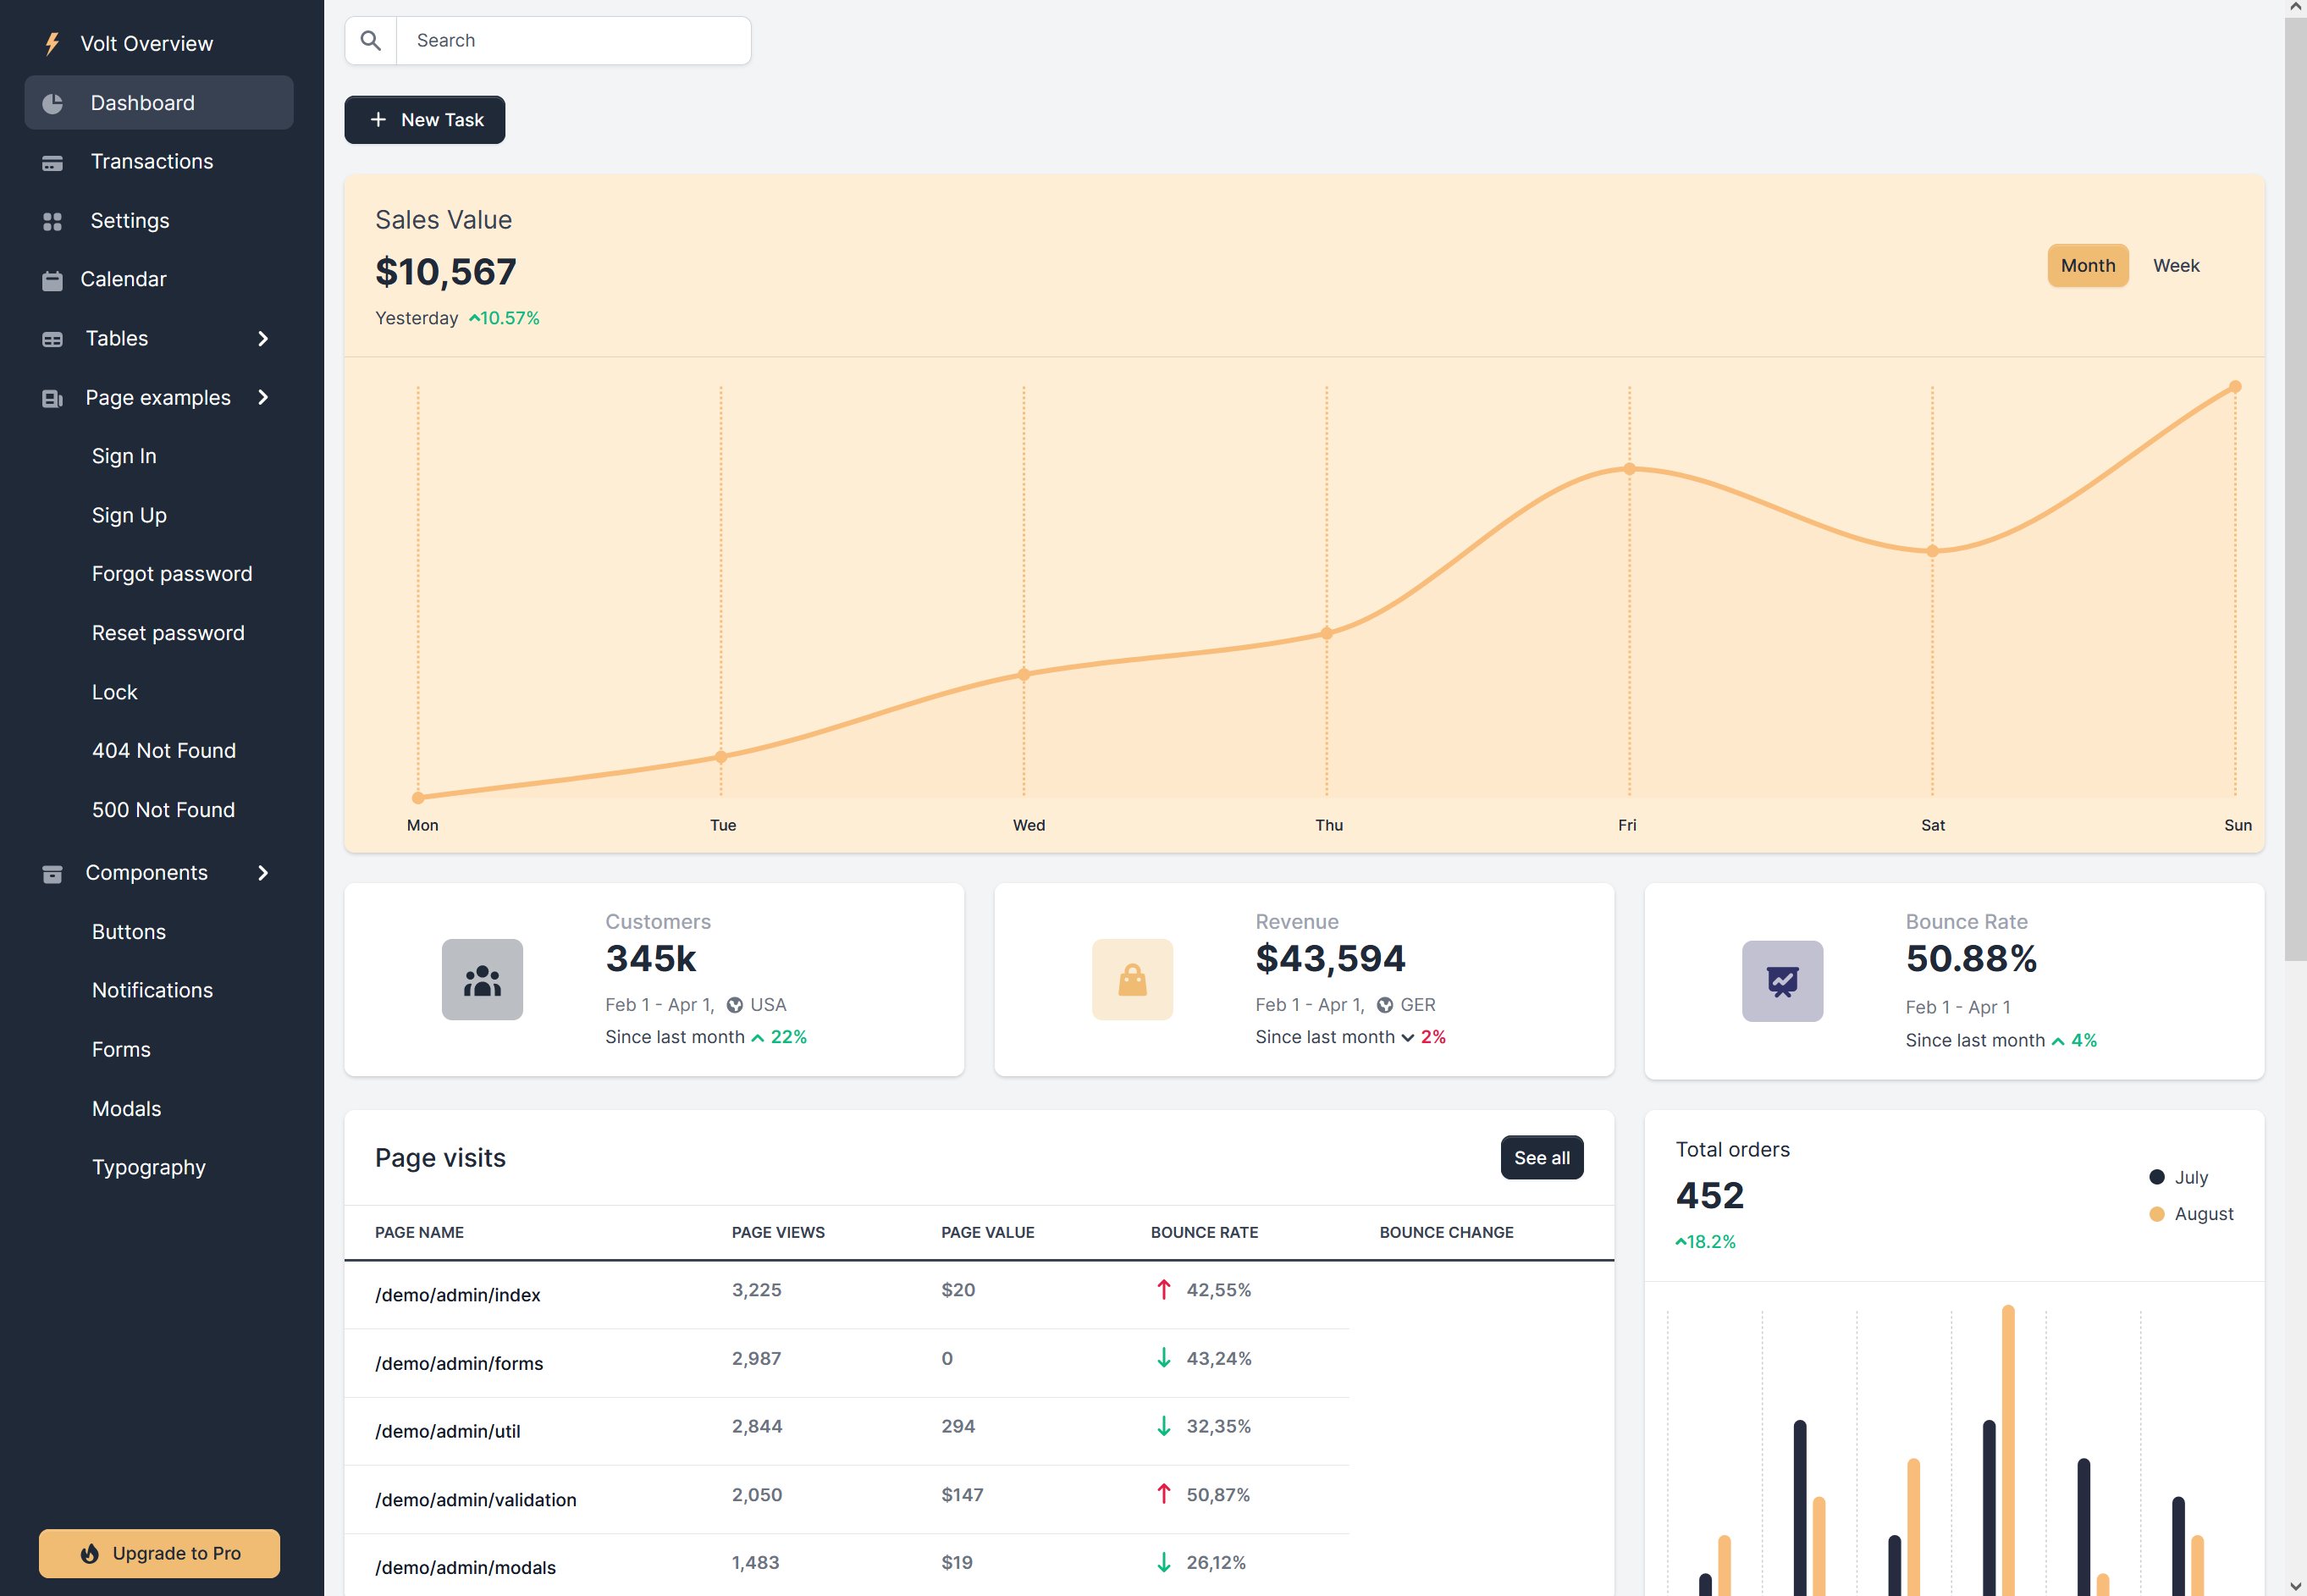 Volt Overview
Dashboard
Transactions
Settings
Calendar
Tables
Page examples
Sign In
Sign Up
Forgot password
Reset password
Lock
404 Not Found
500 Not Found
Components
Buttons
Notifications
Forms
Modals
Typography
Upgrade to Pro
Search
New Task
Sales Value
$10,567
Yesterday 10.57%
Month Week
Mon Tue Wed Thu Fri Sat Sun
Customers
345k
Feb 1 - Apr 1, USA
Since last month 22%
Revenue
$43,594
Feb 1 - Apr 1, GER
Since last month 2%
Bounce Rate
50.88%
Feb 1 - Apr 1
Since last month 4%
Page visits
See all
PAGE NAME PAGE VIEWS PAGE VALUE BOUNCE RATE BOUNCE CHANGE
/demo/admin/index 3,225 $20 42,55%
/demo/admin/forms 2,987 0 43,24%
/demo/admin/util 2,844 294 32,35%
/demo/admin/validation 2,050 $147 50,87%
/demo/admin/modals 1,483 $19 26,12%
Total orders
452
18.2%
July
August